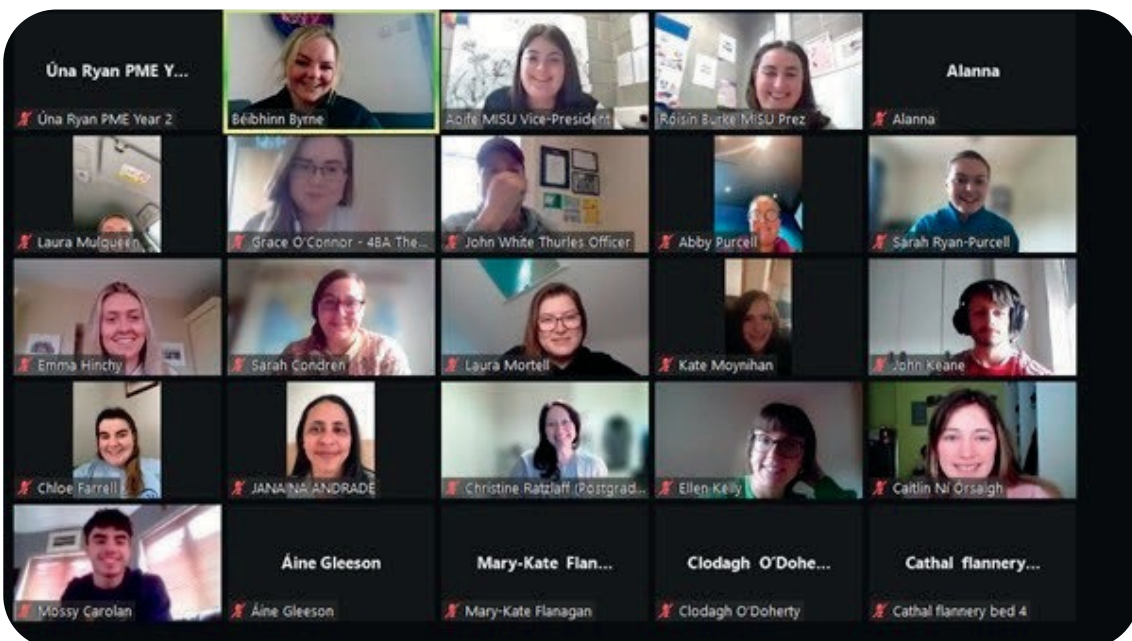 Úna Ryan PME Y...
Úna Ryan PME Year 2
Béibhinn Byrne
Aoife MISU Vice-President
Róisín Burke MISU Prez
Alanna
Alanna
Laura Mulqueen
Grace O'Connor - 4BA The...
John White Thurles Officer
Abby Purcell
Sarah Ryan-Purcell
Emma Hinchy
Sarah Condren
Laura Mortell
Kate Moynihan
John Keane
Chloe Farrell
JANAINA ANDRADE
Christine Ratzlaff (Postgrad...
Ellen Kelly
Caitlín Ní Órsaigh
Mossy Carolan
Áine Gleeson
Áine Gleeson
Mary-Kate Flan...
Mary-Kate Flanagan
Clodagh O'Dohe...
Clodagh O'Doherty
Cathal flannery...
Cathal flannery bed 4